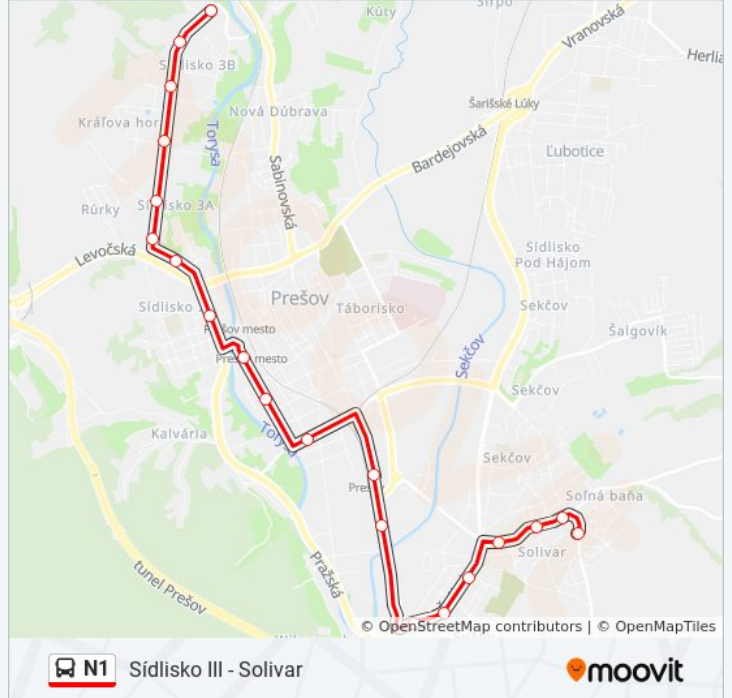 Sirpo
Kúty
Vranovská
Herlia
Sídlisko 3B
Nová Dúbrava
Šarišské Lúky
Kráľova hor
Torysa
Bardejovská
Ľubotice
Sabinovská
Rúrky
Sídlisko 3A
Levočská
Sídlisko
Pod Hájom
Prešov
Táborisko
Sídlisko
Sekčov
Prešov mesto
Šalgovík
Prešov mesto
Sekčov
Sekčov
Kalvária
Torysa
Sekčov
Prešov
Soľná baňa
Solivar
Pražská
tunel Prešov
© OpenStreetMap contributors | © OpenMapTiles
N1 Sídlisko III - Solivar
moovit